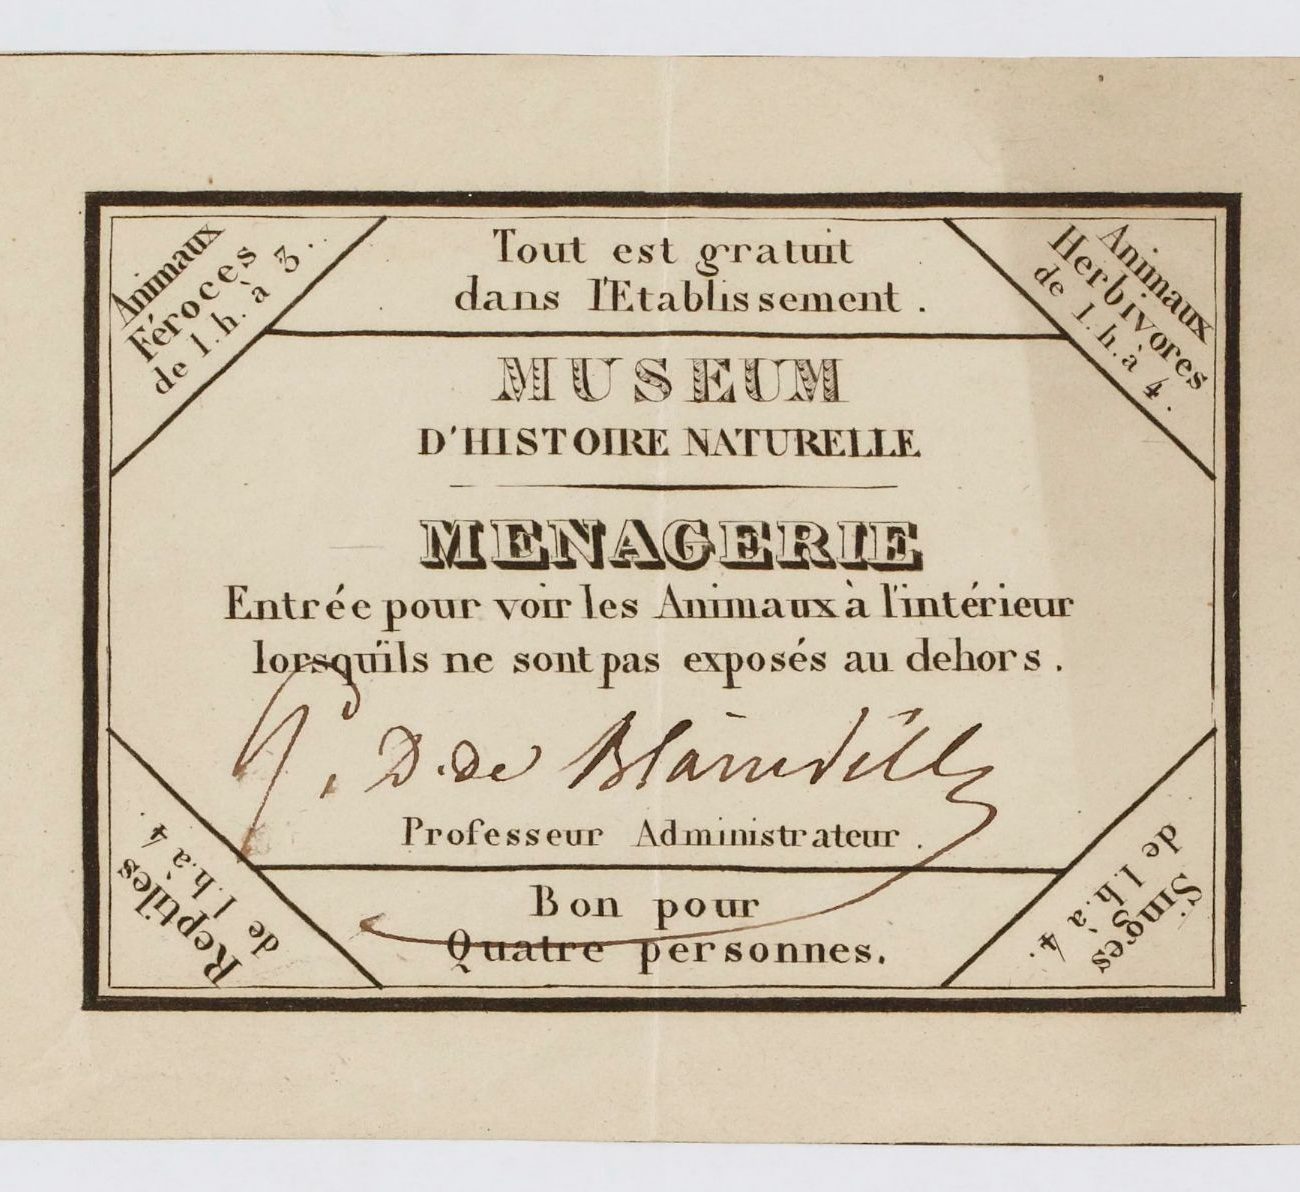 Animaux
Féroces
de 1. h. à 3.
Tout est gratuit
dans l'Etablissement.
Animaux
Herbivores
de 1. h. à 4.
MUSEUM
D'HISTOIRE NATURELLE
MENAGERIE
Entrée pour voir les Animaux à l'intérieur
lorsqu'ils ne sont pas exposés au dehors.
D. de Blainville
Professeur Administrateur.
Reptiles
de 1. h. à 4.
Bon pour
Quatre personnes.
Singes
de 1. h. à 4.